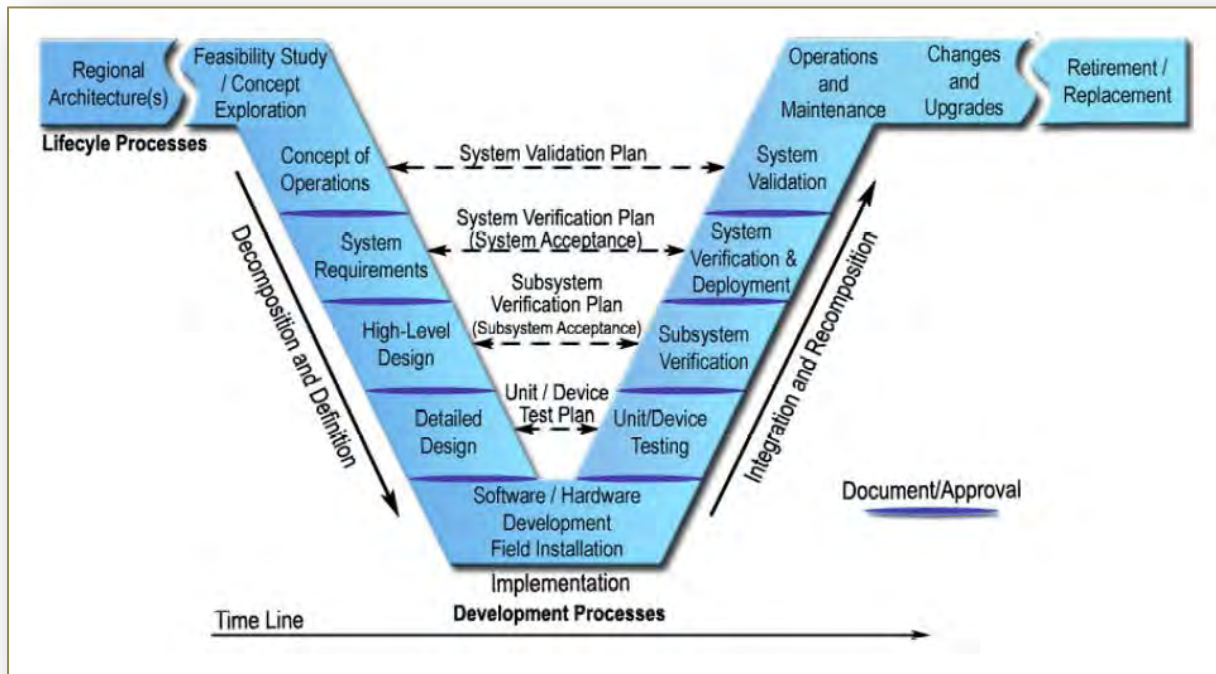 Regional
Architecture(s)
Feasibility Study
/ Concept
Exploration
Operations
and
Maintenance
Changes
and
Upgrades
Retirement /
Replacement
Lifecyle Processes
Concept of
Operations
System Validation Plan
System
Validation
System Verification Plan
(System Acceptance)
System
Requirements
System
Verification &
Deployment
Subsystem
Verification Plan
(Subsystem Acceptance)
High-Level
Design
Subsystem
Verification
Unit / Device
Test Plan
Detailed
Design
Unit/Device
Testing
Decomposition and Definition
Integration and Recomposition
Software / Hardware
Development
Field Installation
Document/Approval
Implementation
Development Processes
Time Line